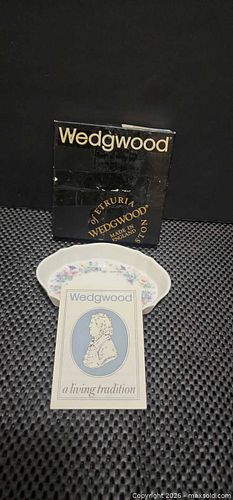 Wedgwood®
of ETRURIA
WEDGWOOD®
MADE IN
ENGLAND
Wedgwood
a living tradition
Copyright © 2026 - maxsold.com